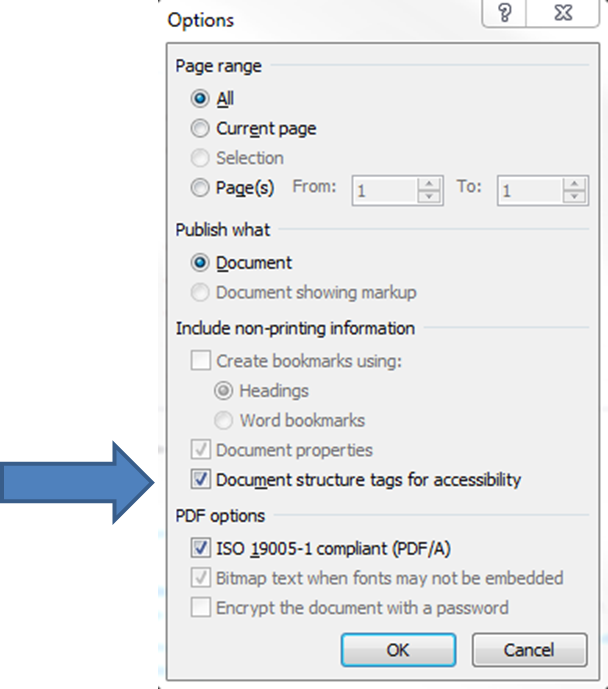 Options
Page range
All
Current page
Selection
Page(s) From: 1 To: 1
Publish what
Document
Document showing markup
Include non-printing information
Create bookmarks using:
Headings
Word bookmarks
Document properties
Document structure tags for accessibility
PDF options
ISO 19005-1 compliant (PDF/A)
Bitmap text when fonts may not be embedded
Encrypt the document with a password
OK Cancel